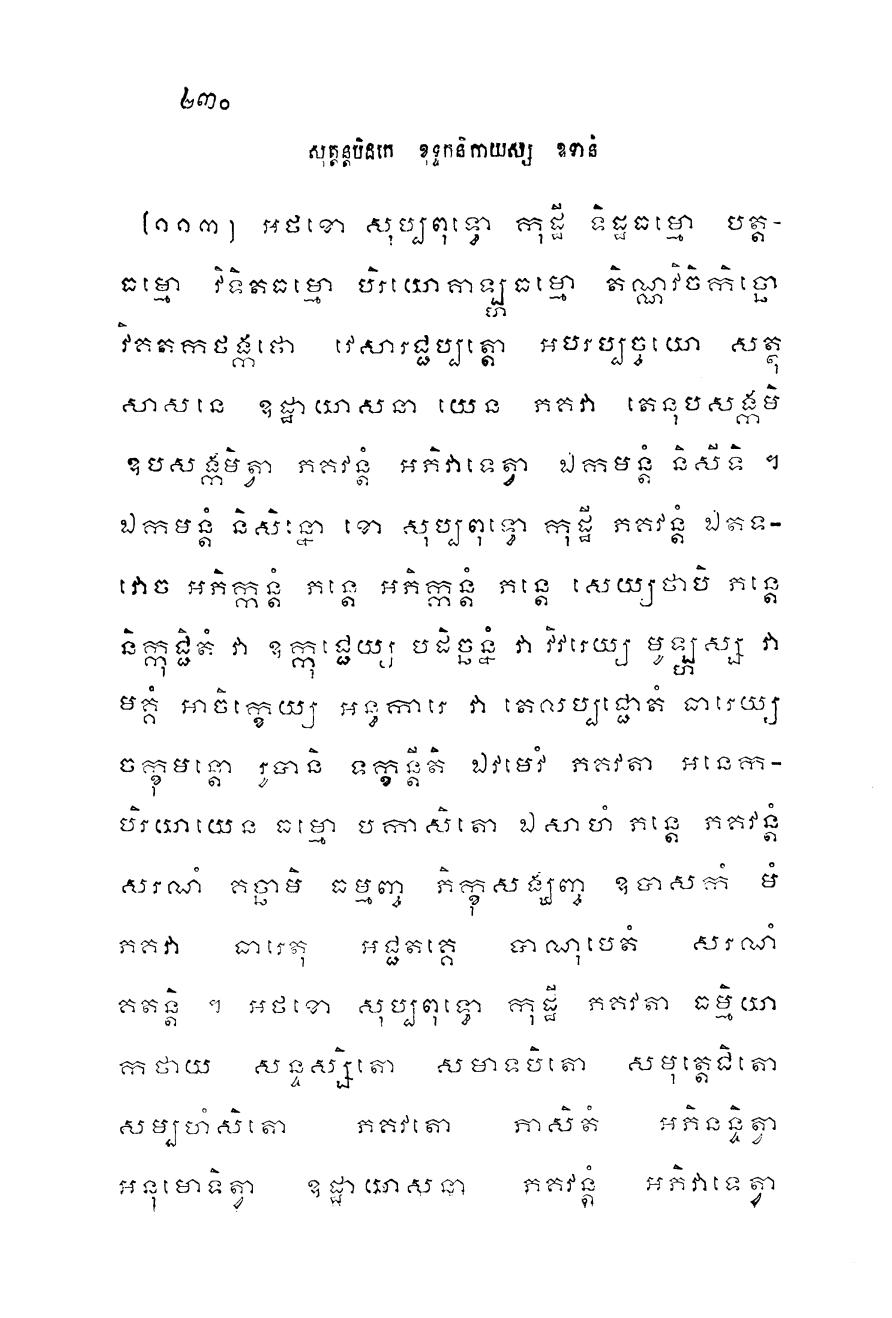 ២៣០
សុត្តន្តបិដកេ ខុទ្ទកនិកាយស្ស ឧទានំ
(១១៣) អថខោ សុប្បពុទ្ធោ កុដ្ឋី ទិដ្ឋធម្មោ បត្ត-
ធម្មោ វិទិតធម្មោ បរិយោគាឡ្ហធម្មោ តិណ្ណវិចិកិច្ឆោ
វិគតកថង្កថោ វេសារជ្ជប្បត្តោ អបរប្បច្ចយោ សត្ថុ
សាសនេ ឧដ្ឋាយាសនា យេន ភគវា តេនុបសង្កមិ
ឧបសង្កមិត្វា ភគវន្តំ អភិវាទេត្វា ឯកមន្តំ និសីទិ ។
ឯកមន្តំ និសិន្នោ ខោ សុប្បពុទ្ធោ កុដ្ឋី ភគវន្តំ ឯតទ-
វោច អភិក្កន្តំ ភន្តេ អភិក្កន្តំ ភន្តេ សេយ្យថាបិ ភន្តេ
និក្កុជ្ជិតំ វា ឧក្កុជ្ជេយ្យ បដិច្ឆន្នំ វា វិវរេយ្យ មូឡ្ហស្ស វា
មគ្គំ អាចិក្ខេយ្យ អន្ធការេ វា តេលប្បជ្ជោតំ ធារេយ្យ
ចក្ខុមន្តោ រូបានិ ទក្ខន្តីតិ ឯវមេវំ ភគវតា អនេក-
បរិយាយេន ធម្មោ បកាសិតោ ឯសាហំ ភន្តេ ភគវន្តំ
សរណំ គច្ឆាមិ ធម្មញ្ច ភិក្ខុសង្ឃញ្ច ឧបាសកំ មំ
ភគវា ធារេតុ អជ្ជតគ្គេ បាណុបេតំ សរណំ
គតន្តិ ។ អថខោ សុប្បពុទ្ធោ កុដ្ឋី ភគវតា ធម្មិយា
កថាយ សន្ទស្សិតោ សមាទបិតោ សមុត្តេជិតោ
សម្បហំសិតោ ភគវតោ ភាសិតំ អភិនន្ទិត្វា
អនុមោទិត្វា ឧដ្ឋាយាសនា ភគវន្តំ អភិវាទេត្វា